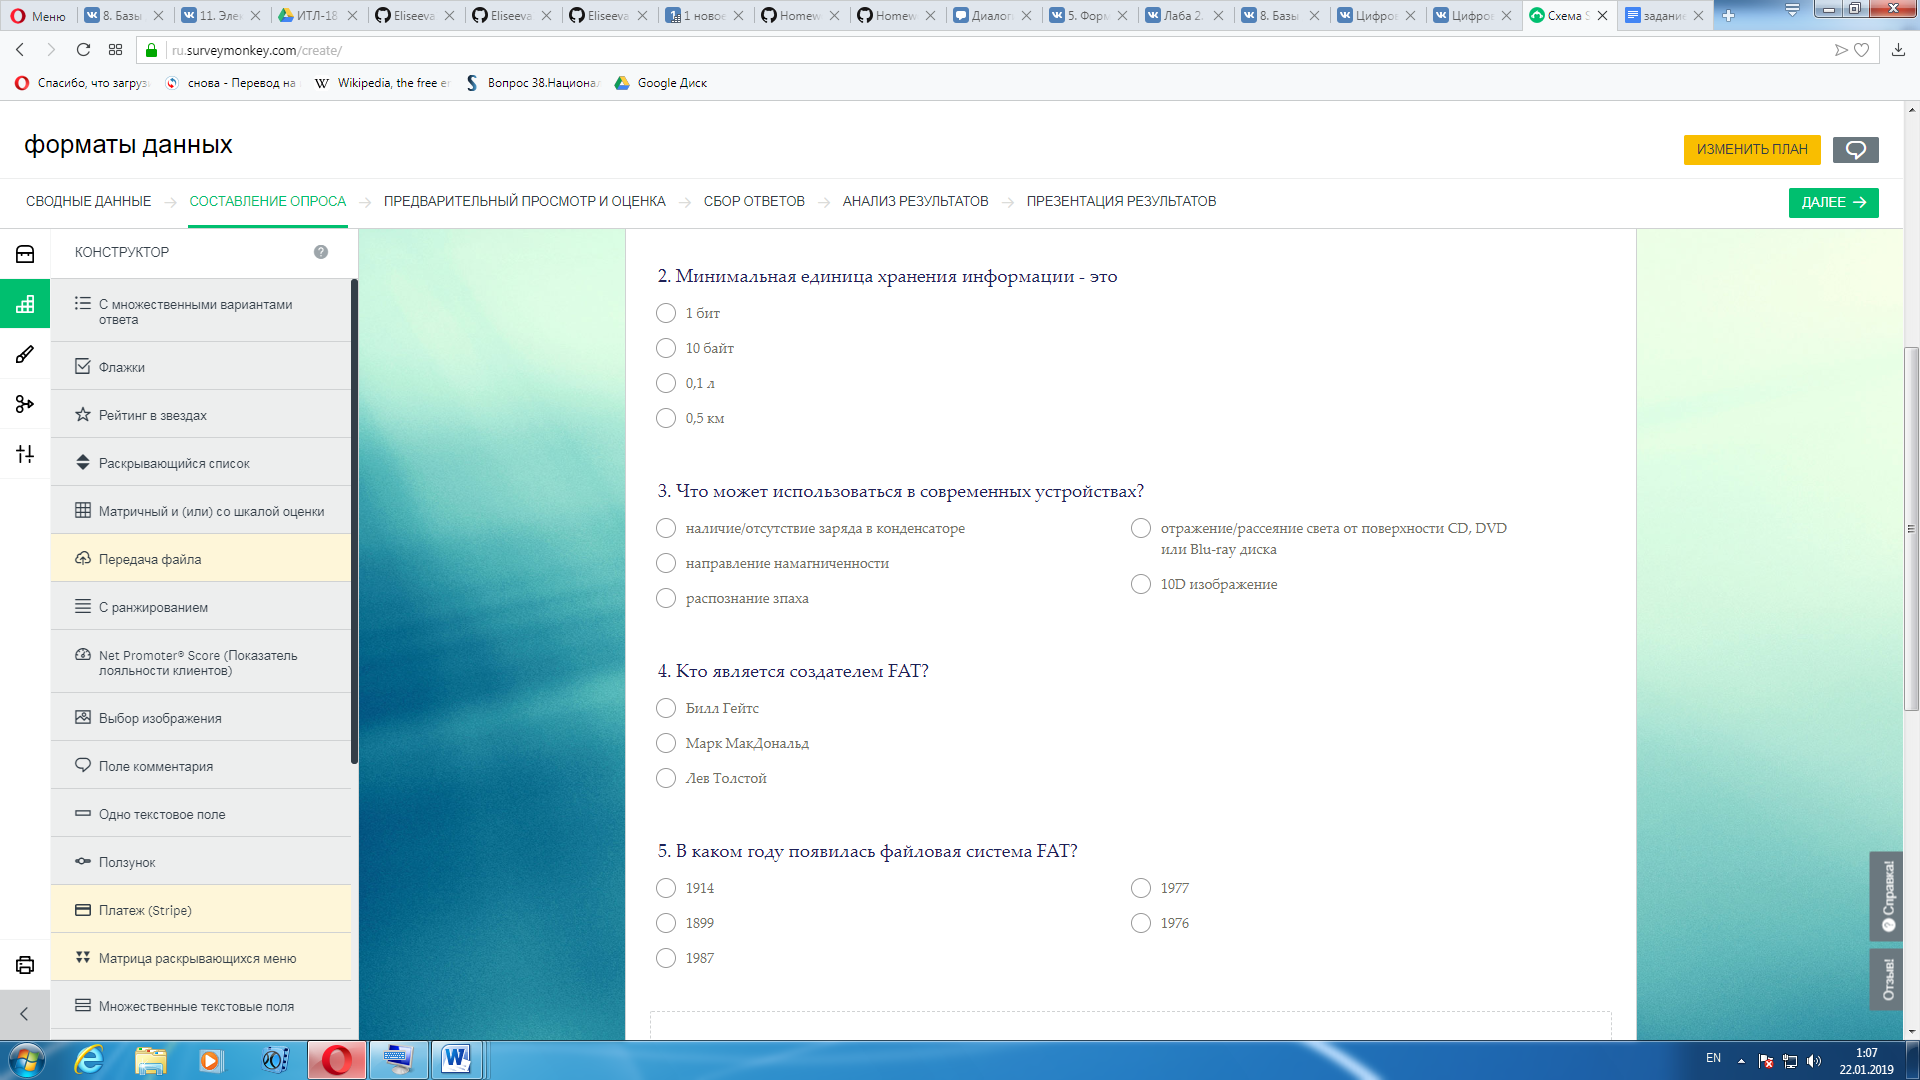 Меню
8. Базы
11. Элек
ИТЛ-18
Eliseeva
Eliseeva
Eliseeva
1 новое
Homew
Homew
Диалог
5. Форм
Лаба 2.
8. Базы
Цифро
Цифро
Схема S
задание
ru.surveymonkey.com/create/
Спасибо, что загруз
снова - Перевод на
Wikipedia, the free e
Вопрос 38.Национа
Google Диск
форматы данных
ИЗМЕНИТЬ ПЛАН
СВОДНЫЕ ДАННЫЕ
СОСТАВЛЕНИЕ ОПРОСА
ПРЕДВАРИТЕЛЬНЫЙ ПРОСМОТР И ОЦЕНКА
СБОР ОТВЕТОВ
АНАЛИЗ РЕЗУЛЬТАТОВ
ПРЕЗЕНТАЦИЯ РЕЗУЛЬТАТОВ
ДАЛЕЕ
КОНСТРУКТОР
С множественными вариантами
ответа
Флажки
Рейтинг в звездах
Раскрывающийся список
Матричный и (или) со шкалой оценки
Передача файла
С ранжированием
Net Promoter® Score (Показатель
лояльности клиентов)
Выбор изображения
Поле комментария
Одно текстовое поле
Ползунок
Платеж (Stripe)
Матрица раскрывающихся меню
Множественные текстовые поля
2. Минимальная единица хранения информации - это
1 бит
10 байт
0,1 л
0,5 км
3. Что может использоваться в современных устройствах?
наличие/отсутствие заряда в конденсаторе
направление намагниченности
распознание зпаха
отражение/рассеяние света от поверхности CD, DVD
или Blu-ray диска
10D изображение
4. Кто является создателем FAT?
Билл Гейтс
Марк МакДональд
Лев Толстой
5. В каком году появилась файловая система FAT?
1914
1899
1987
1977
1976
Справка!
Отзыв!
EN
1:07
22.01.2019